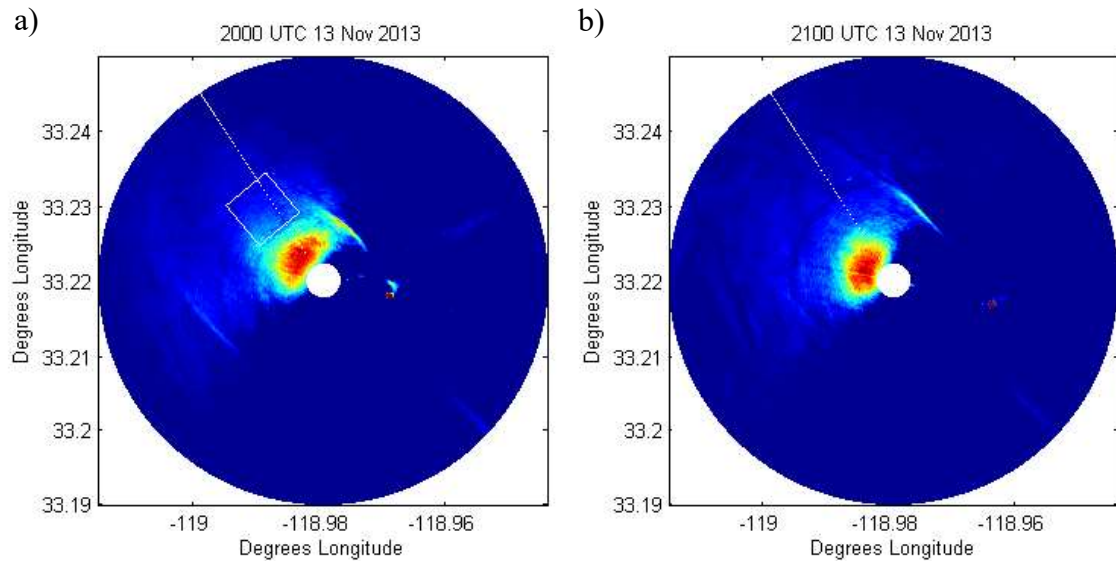 a)
2000 UTC 13 Nov 2013
33.24
33.23
33.22
33.21
33.2
33.19
Degrees Longitude
-119
-118.98
-118.96
Degrees Longitude
b)
2100 UTC 13 Nov 2013
33.24
33.23
33.22
33.21
33.2
33.19
Degrees Longitude
-119
-118.98
-118.96
Degrees Longitude